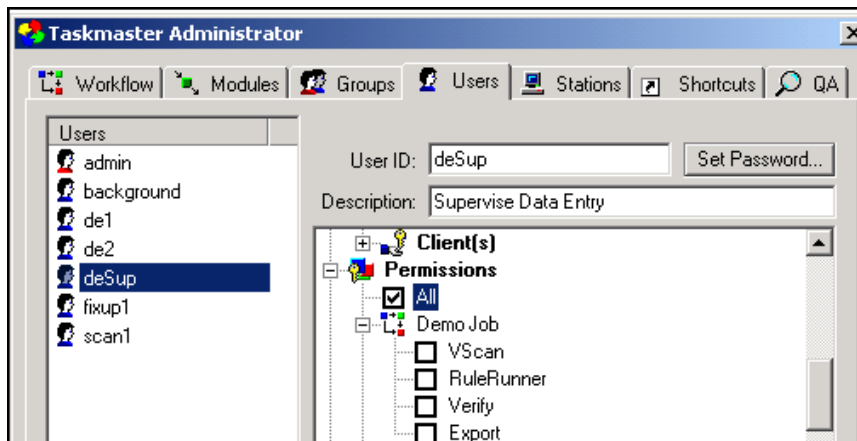 Taskmaster Administrator
Workflow Modules Groups Users Stations Shortcuts QA
Users
admin
background
de1
de2
deSup
fixup1
scan1
User ID: deSup Set Password...
Description: Supervise Data Entry
Client(s)
Permissions
All
Demo Job
VScan
RuleRunner
Verify
Export